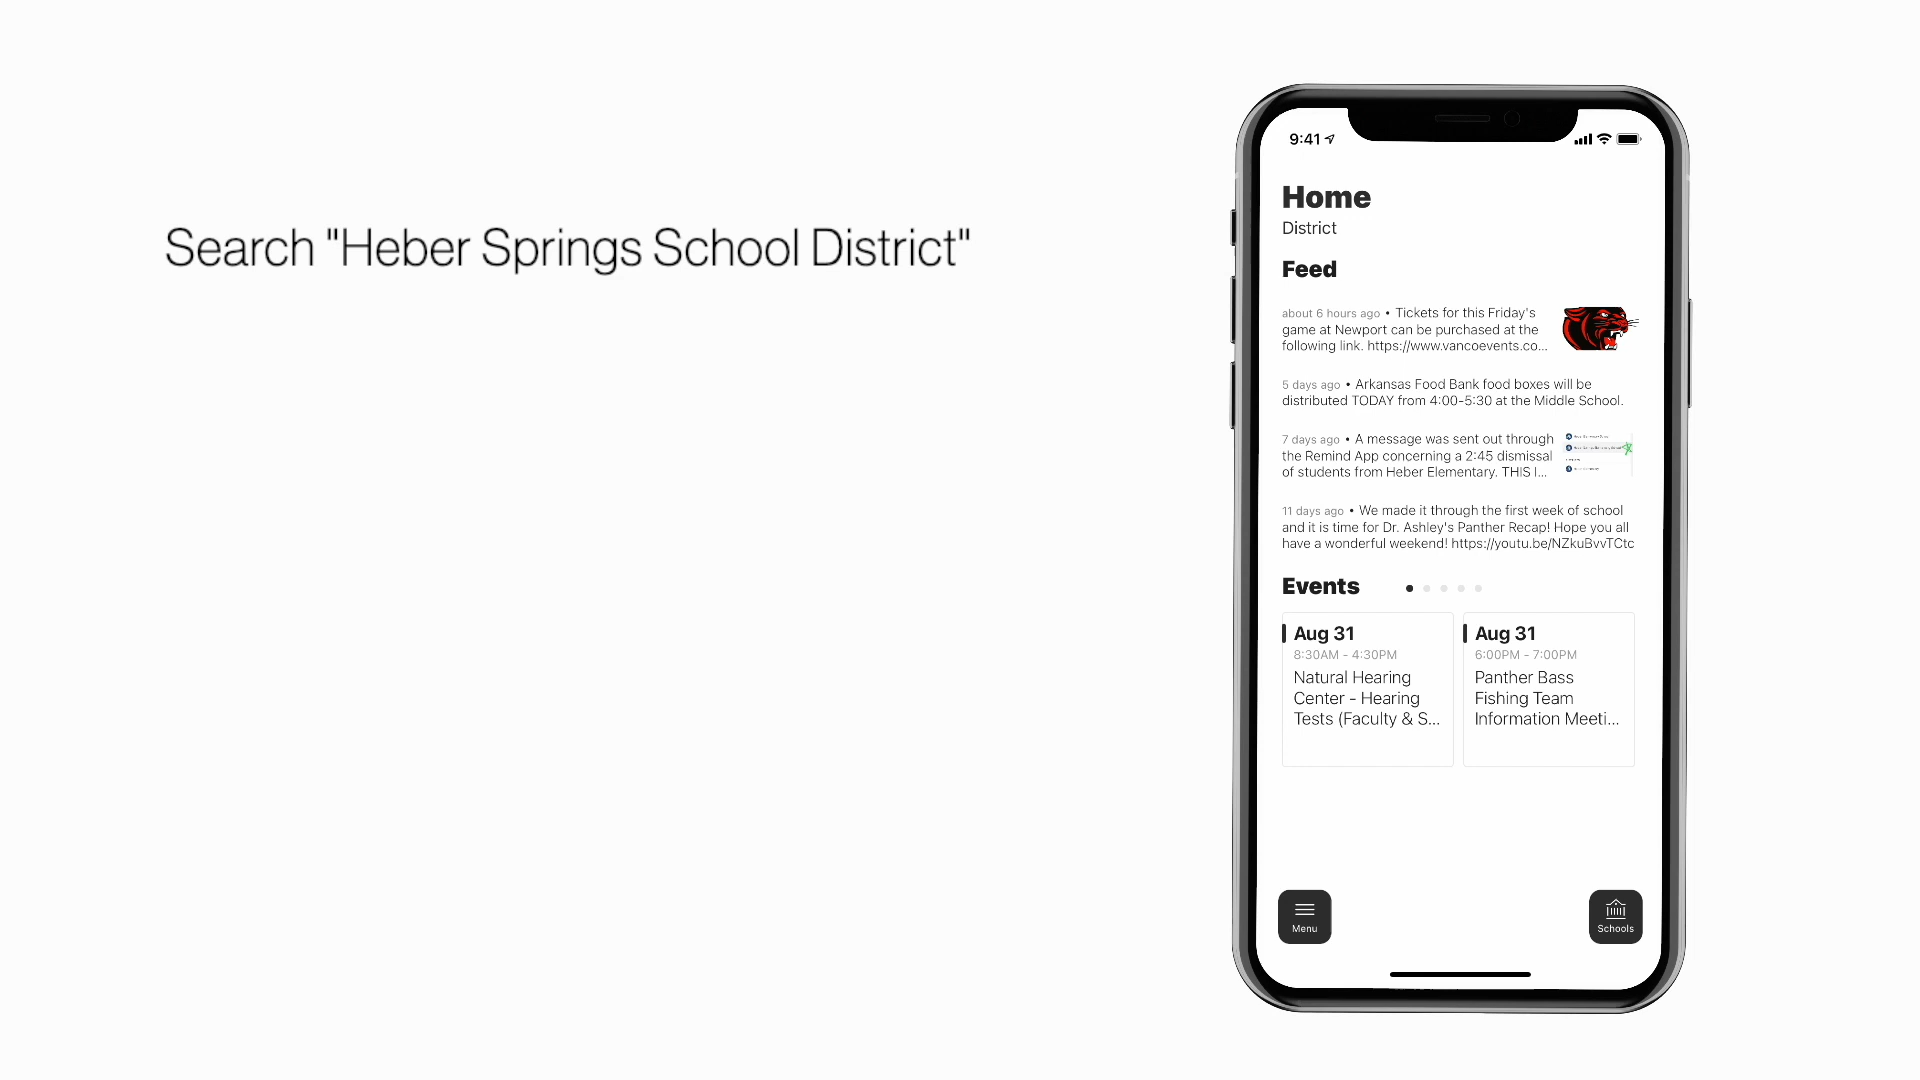 Search "Heber Springs School District"
9:41
Home
District
Feed
about 6 hours ago • Tickets for this Friday's
game at Newport can be purchased at the
following link. https://www.vancoevents.co...
5 days ago • Arkansas Food Bank food boxes will be
distributed TODAY from 4:00-5:30 at the Middle School.
7 days ago • A message was sent out through
the Remind App concerning a 2:45 dismissal
of students from Heber Elementary. THIS I...
11 days ago • We made it through the first week of school
and it is time for Dr. Ashley's Panther Recap! Hope you all
have a wonderful weekend! https://youtu.be/NZkuBvvTCtc
Events
Aug 31
8:30AM - 4:30PM
Natural Hearing
Center - Hearing
Tests (Faculty & S...
Aug 31
6:00PM - 7:00PM
Panther Bass
Fishing Team
Information Meeti...
Menu
Schools